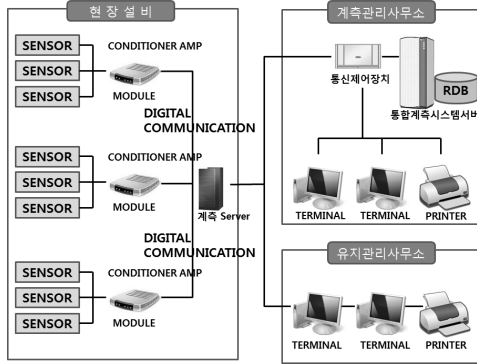 현 장 설 비
SENSOR
SENSOR
SENSOR
CONDITIONER AMP
MODULE
DIGITAL
COMMUNICATION
SENSOR
SENSOR
SENSOR
CONDITIONER AMP
MODULE
계측 Server
DIGITAL
COMMUNICATION
SENSOR
SENSOR
SENSOR
CONDITIONER AMP
MODULE
계측관리사무소
통신제어장치
RDB
통합계측시스템서버
TERMINAL
TERMINAL
PRINTER
유지관리사무소
TERMINAL
TERMINAL
PRINTER